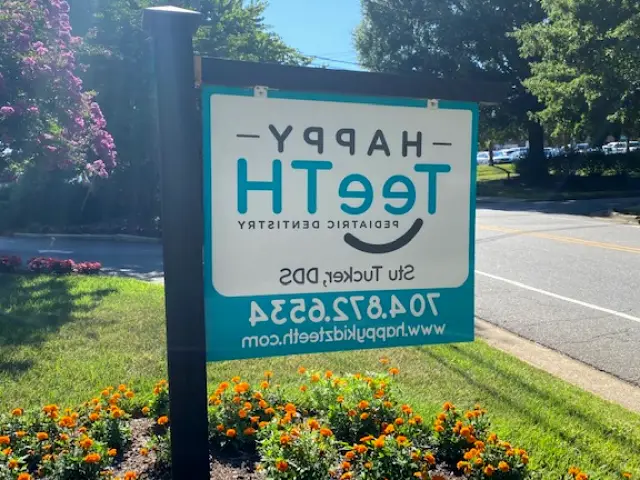 - HAPPY -
TeeTH
PEDIATRIC DENTISTRY
Stu Tucker, DDS
704.872.6534
www.happykidzteeth.com